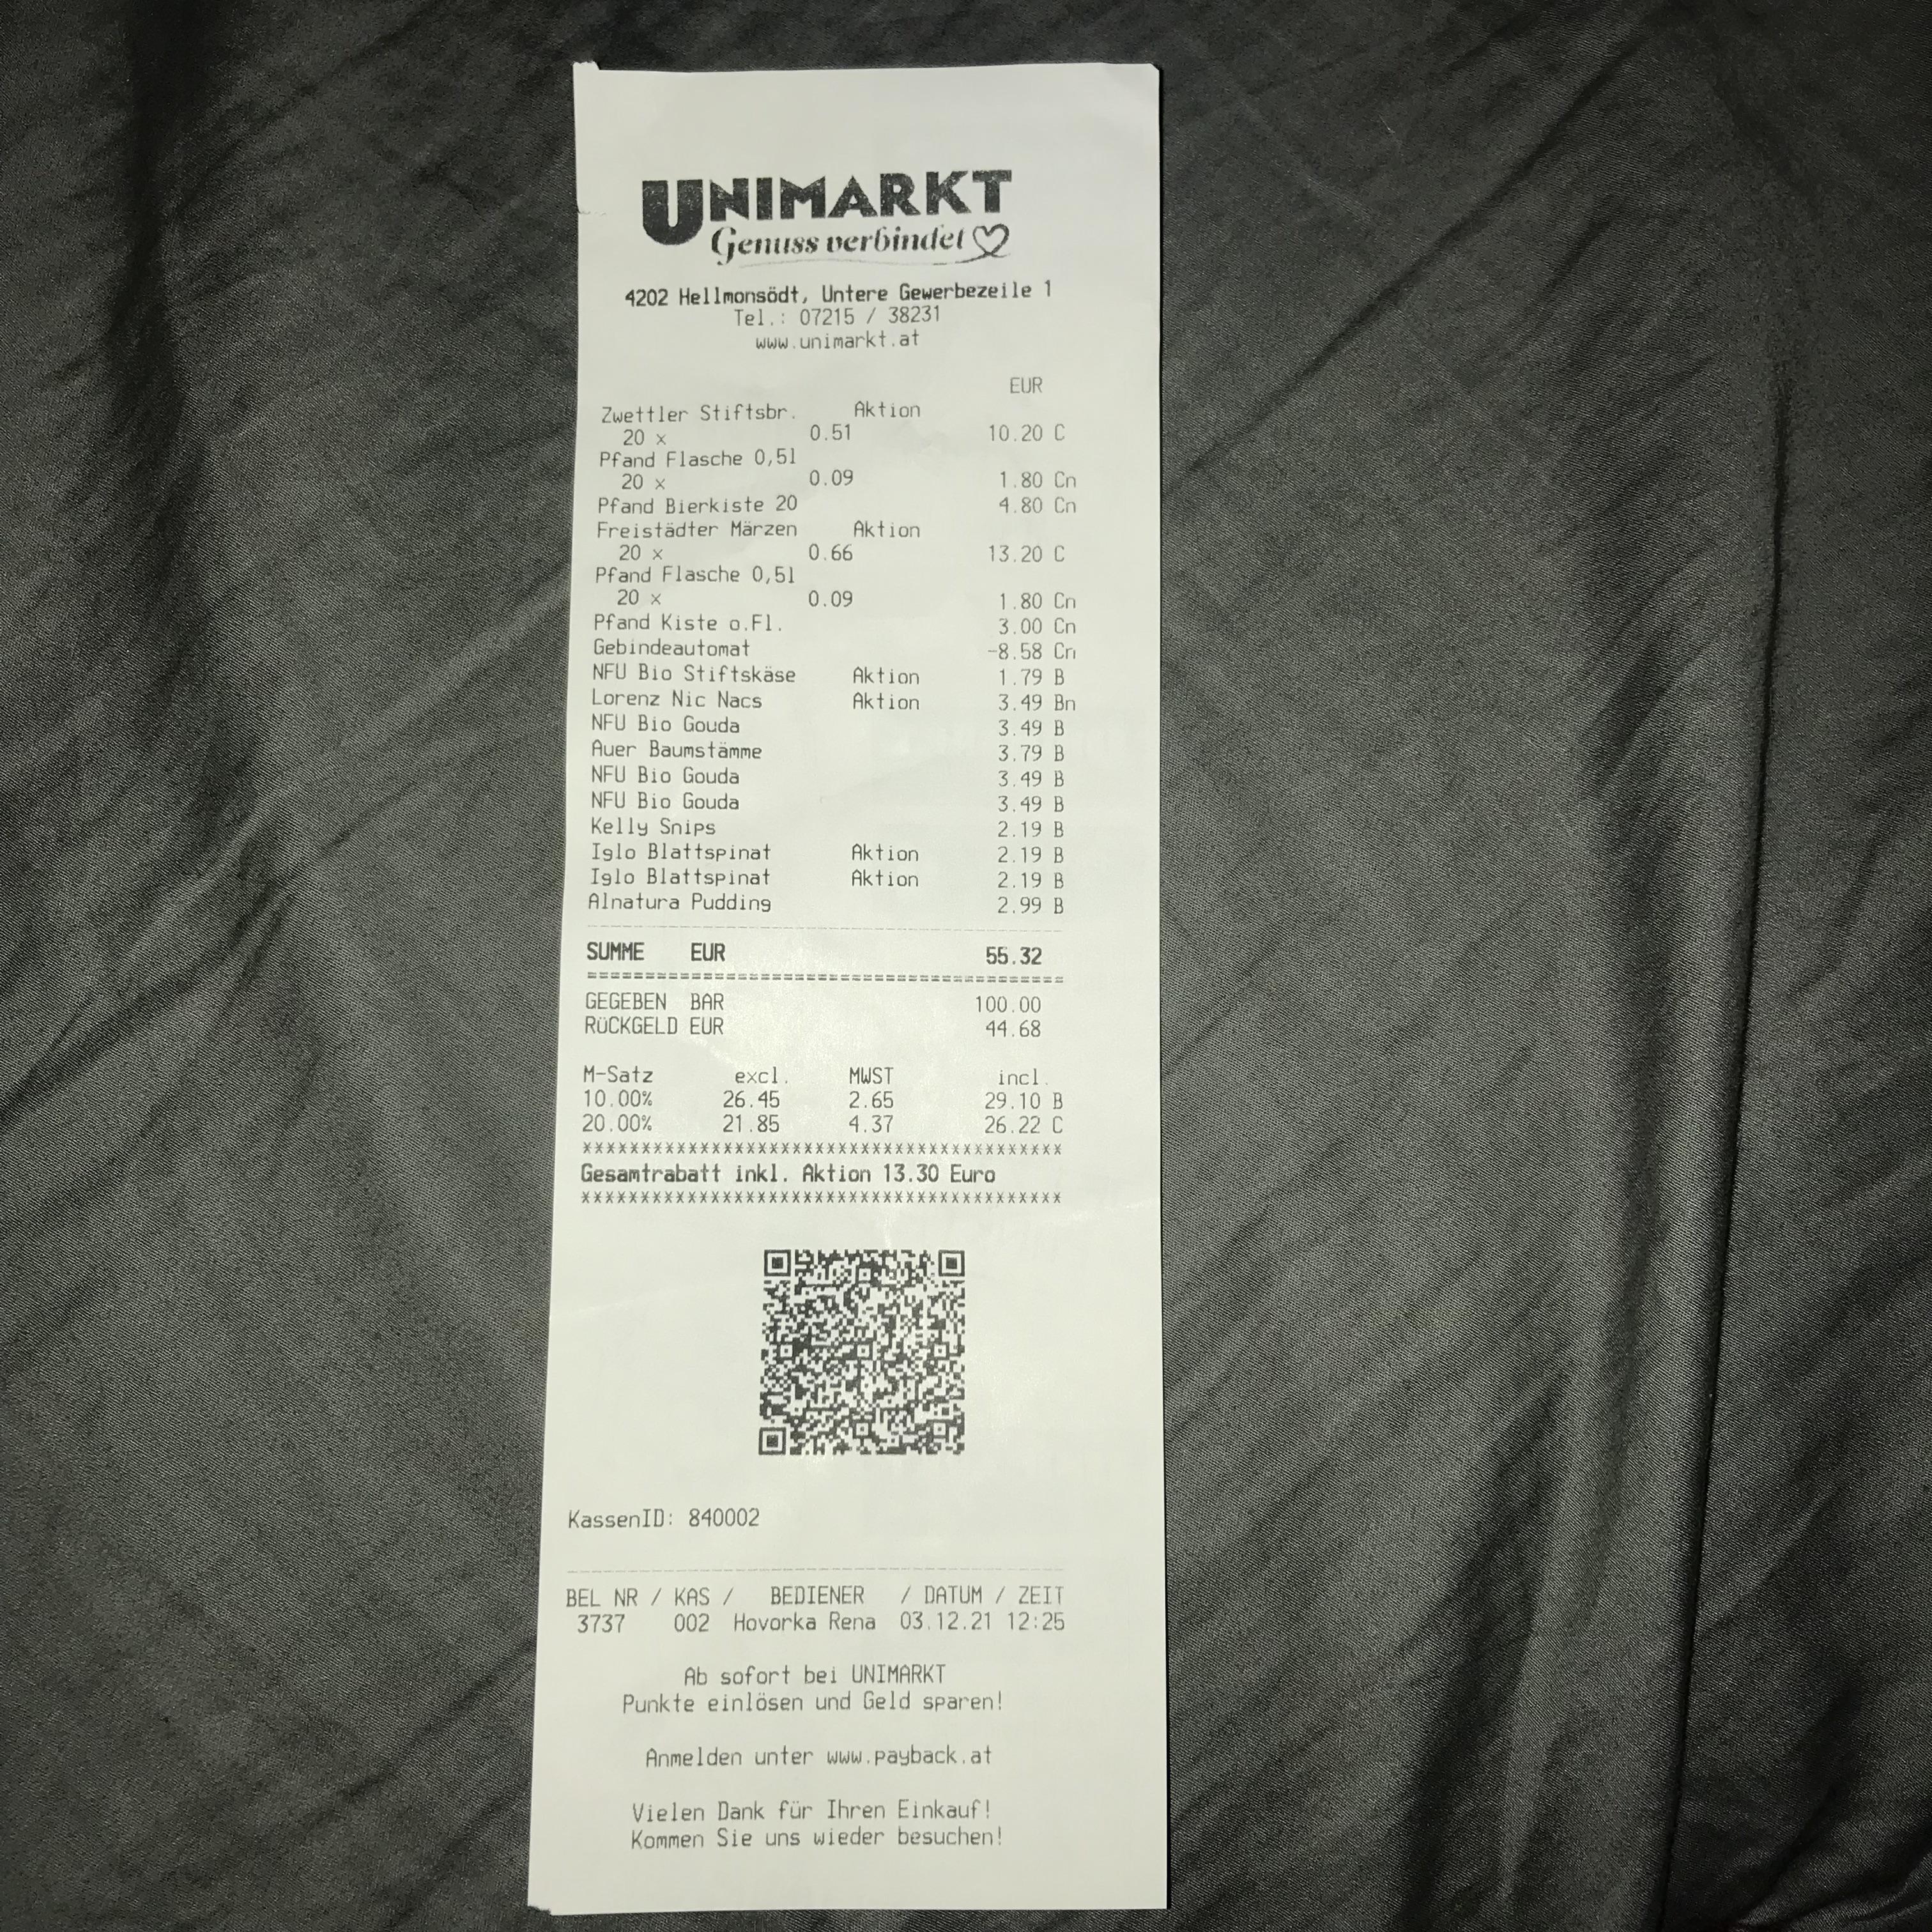 UNIMARKT
Genuss verbindet
4202 Hellmonsödt, Untere Gewerbezeile 1
Tel.: 07215 / 38231
www.unimarkt.at
EUR
Zwettler Stiftsbr. Aktion
20 x 0.51 10.20 C
Pfand Flasche 0,5l
20 x 0.09 1.80 Cn
Pfand Bierkiste 20 4.80 Cn
Freistädter Märzen Aktion
20 x 0.66 13.20 C
Pfand Flasche 0,5l
20 x 0.09 1.80 Cn
Pfand Kiste o.Fl. 3.00 Cn
Gebindeautomat -8.58 Cn
NFU Bio Stiftskäse Aktion 1.79 B
Lorenz Nic Nacs Aktion 3.49 Bn
NFU Bio Gouda 3.49 B
Auer Baumstämme 3.79 B
NFU Bio Gouda 3.49 B
NFU Bio Gouda 3.49 B
Kelly Snips 2.19 B
Iglo Blattspinat Aktion 2.19 B
Iglo Blattspinat Aktion 2.19 B
Alnatura Pudding 2.99 B
SUMME EUR 55.32
========================================
GEGEBEN BAR 100.00
RÜCKGELD EUR 44.68
M-Satz excl. MWST incl.
10.00% 26.45 2.65 29.10 B
20.00% 21.85 4.37 26.22 C
****************************************
Gesamtrabatt inkl. Aktion 13.30 Euro
****************************************
KassenID: 840002
BEL NR / KAS / BEDIENER / DATUM / ZEIT
3737 002 Hovorka Rena 03.12.21 12:25
Ab sofort bei UNIMARKT
Punkte einlösen und Geld sparen!
Anmelden unter www.payback.at
Vielen Dank für Ihren Einkauf!
Kommen Sie uns wieder besuchen!